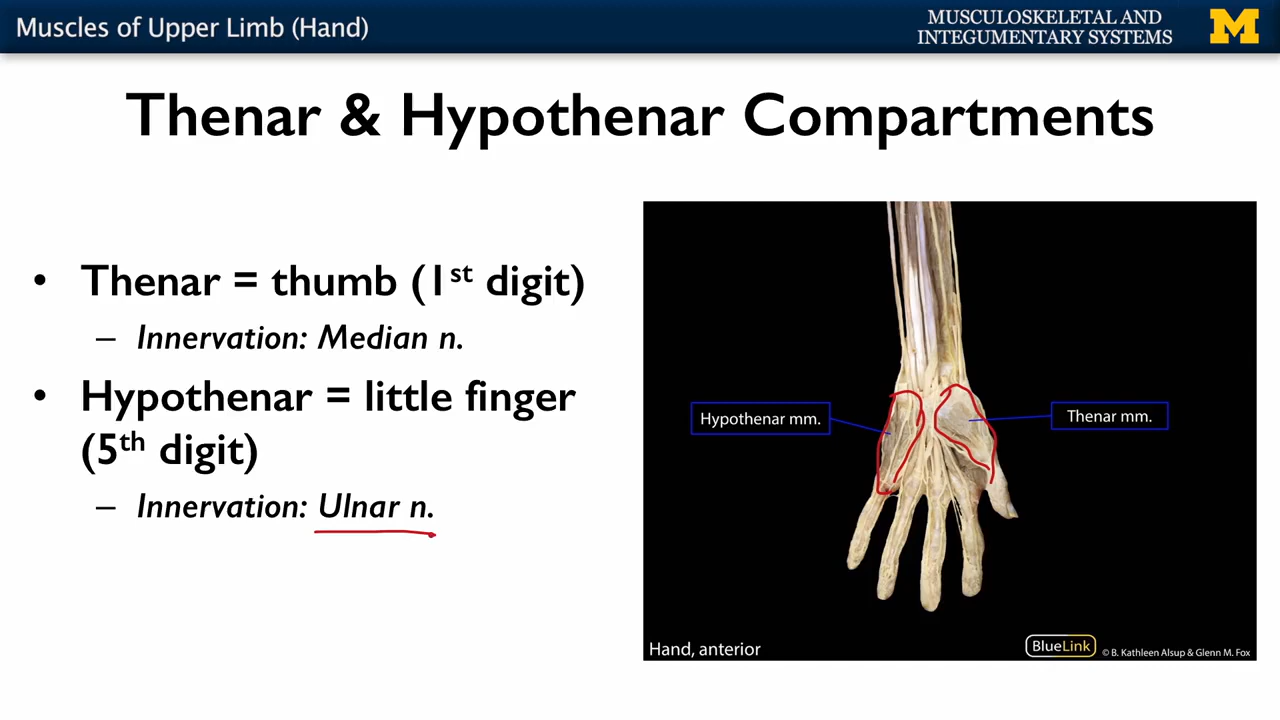 Muscles of Upper Limb (Hand)
MUSCULOSKELETAL AND
INTEGUMENTARY SYSTEMS
M
Thenar & Hypothenar Compartments
• Thenar = thumb (1st digit)
– Innervation: Median n.
• Hypothenar = little finger
(5th digit)
– Innervation: Ulnar n.
Hypothenar mm.
Thenar mm.
Hand, anterior
BlueLink
© B. Kathleen Alsup & Glenn M. Fox